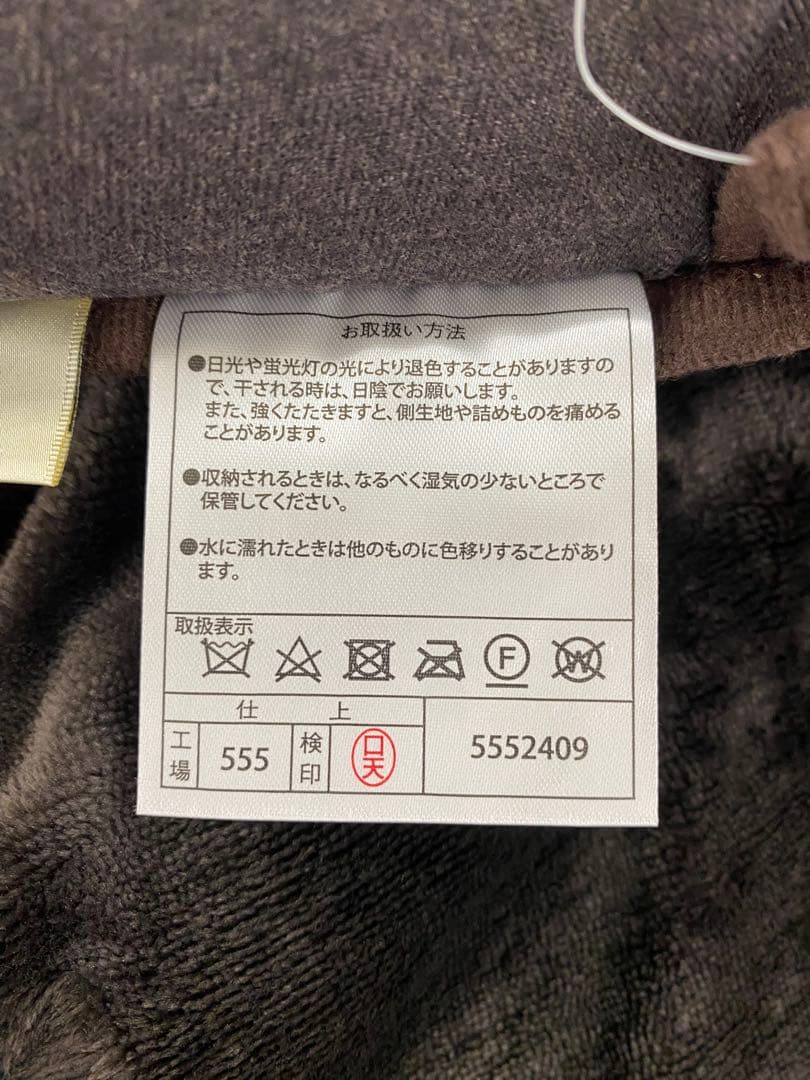 お取扱い方法
●日光や蛍光灯の光により退色することがありますの
で、干される時は、日陰でお願いします。
また、強くたたきますと、側生地や詰めものを痛める
ことがあります。
●収納されるときは、なるべく湿気の少ないところで
保管してください。
●水に濡れたときは他のものに色移りすることがあり
ます。
取扱表示
F W
仕上
工場 555 検印 口天 5552409